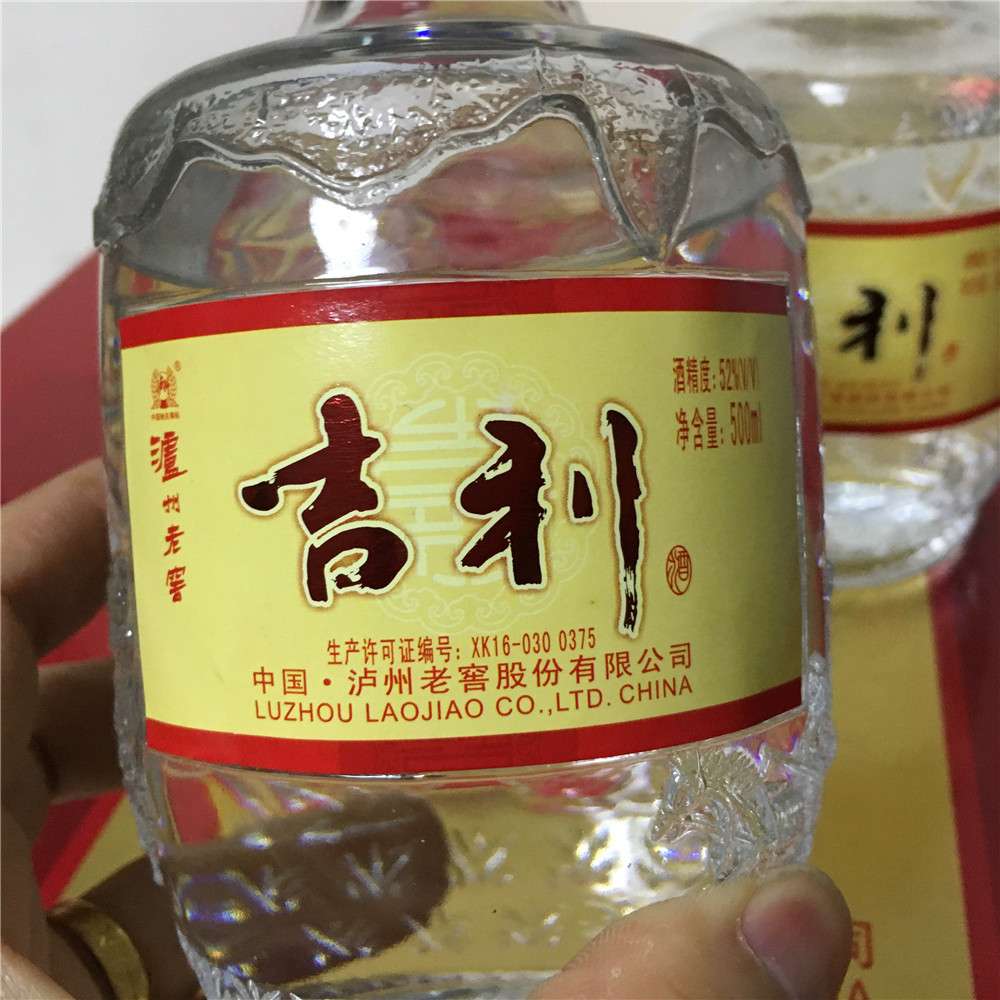 泸州老窖
酒精度：52%(V/V)
净含量：500ml
吉利
酒
生产许可证编号：XK16-030 0375
中国·泸州老窖股份有限公司
LUZHOU LAOJIAO CO.,LTD. CHINA
利